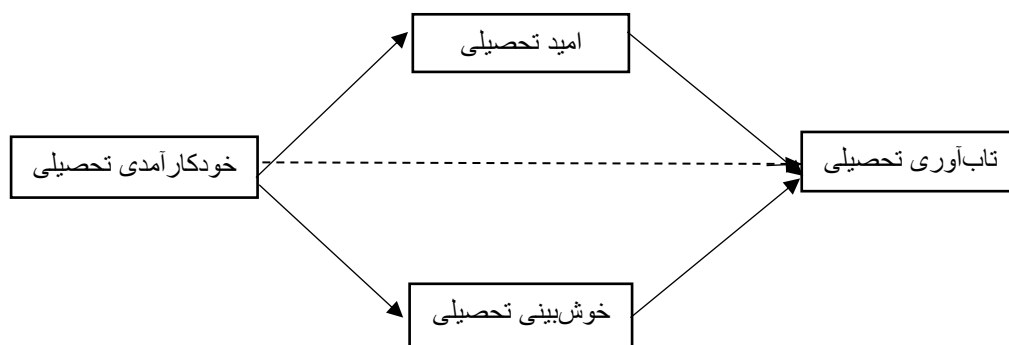 امید تحصیلی
خودکارآمدی تحصیلی
تاب‌آوری تحصیلی
خوش‌بینی تحصیلی